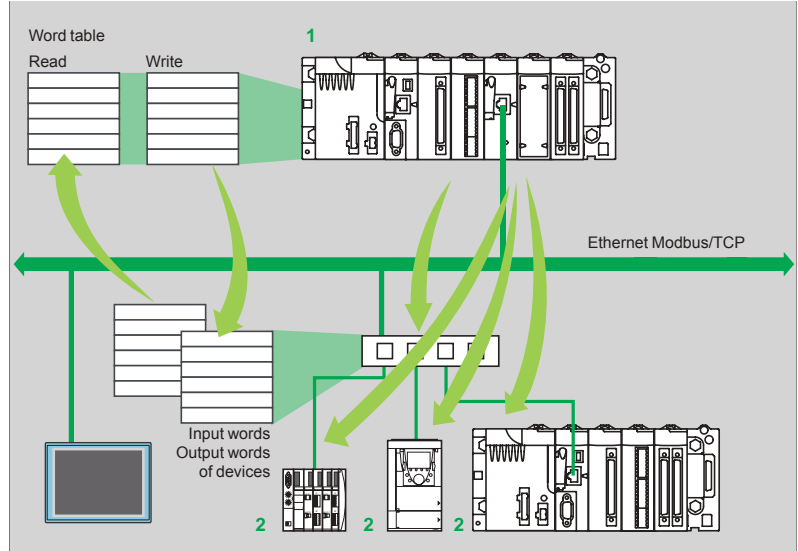 Word table
1
Read
Write
Ethernet Modbus/TCP
Input words
Output words
of devices
2
2
2